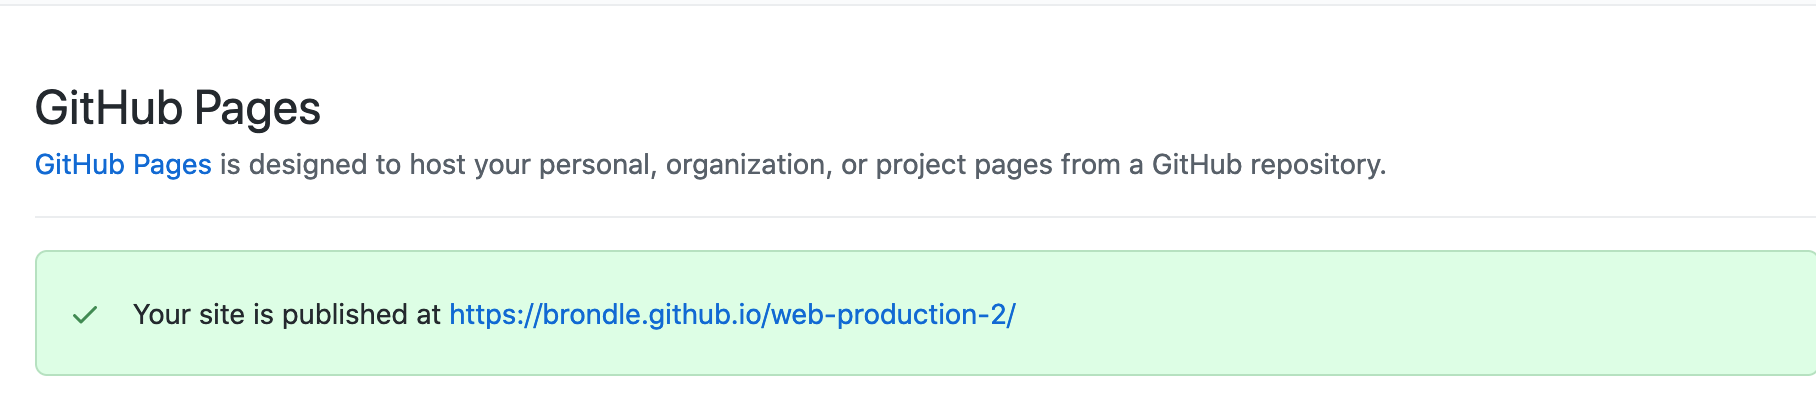 GitHub Pages
GitHub Pages is designed to host your personal, organization, or project pages from a GitHub repository.
Your site is published at https://brondle.github.io/web-production-2/